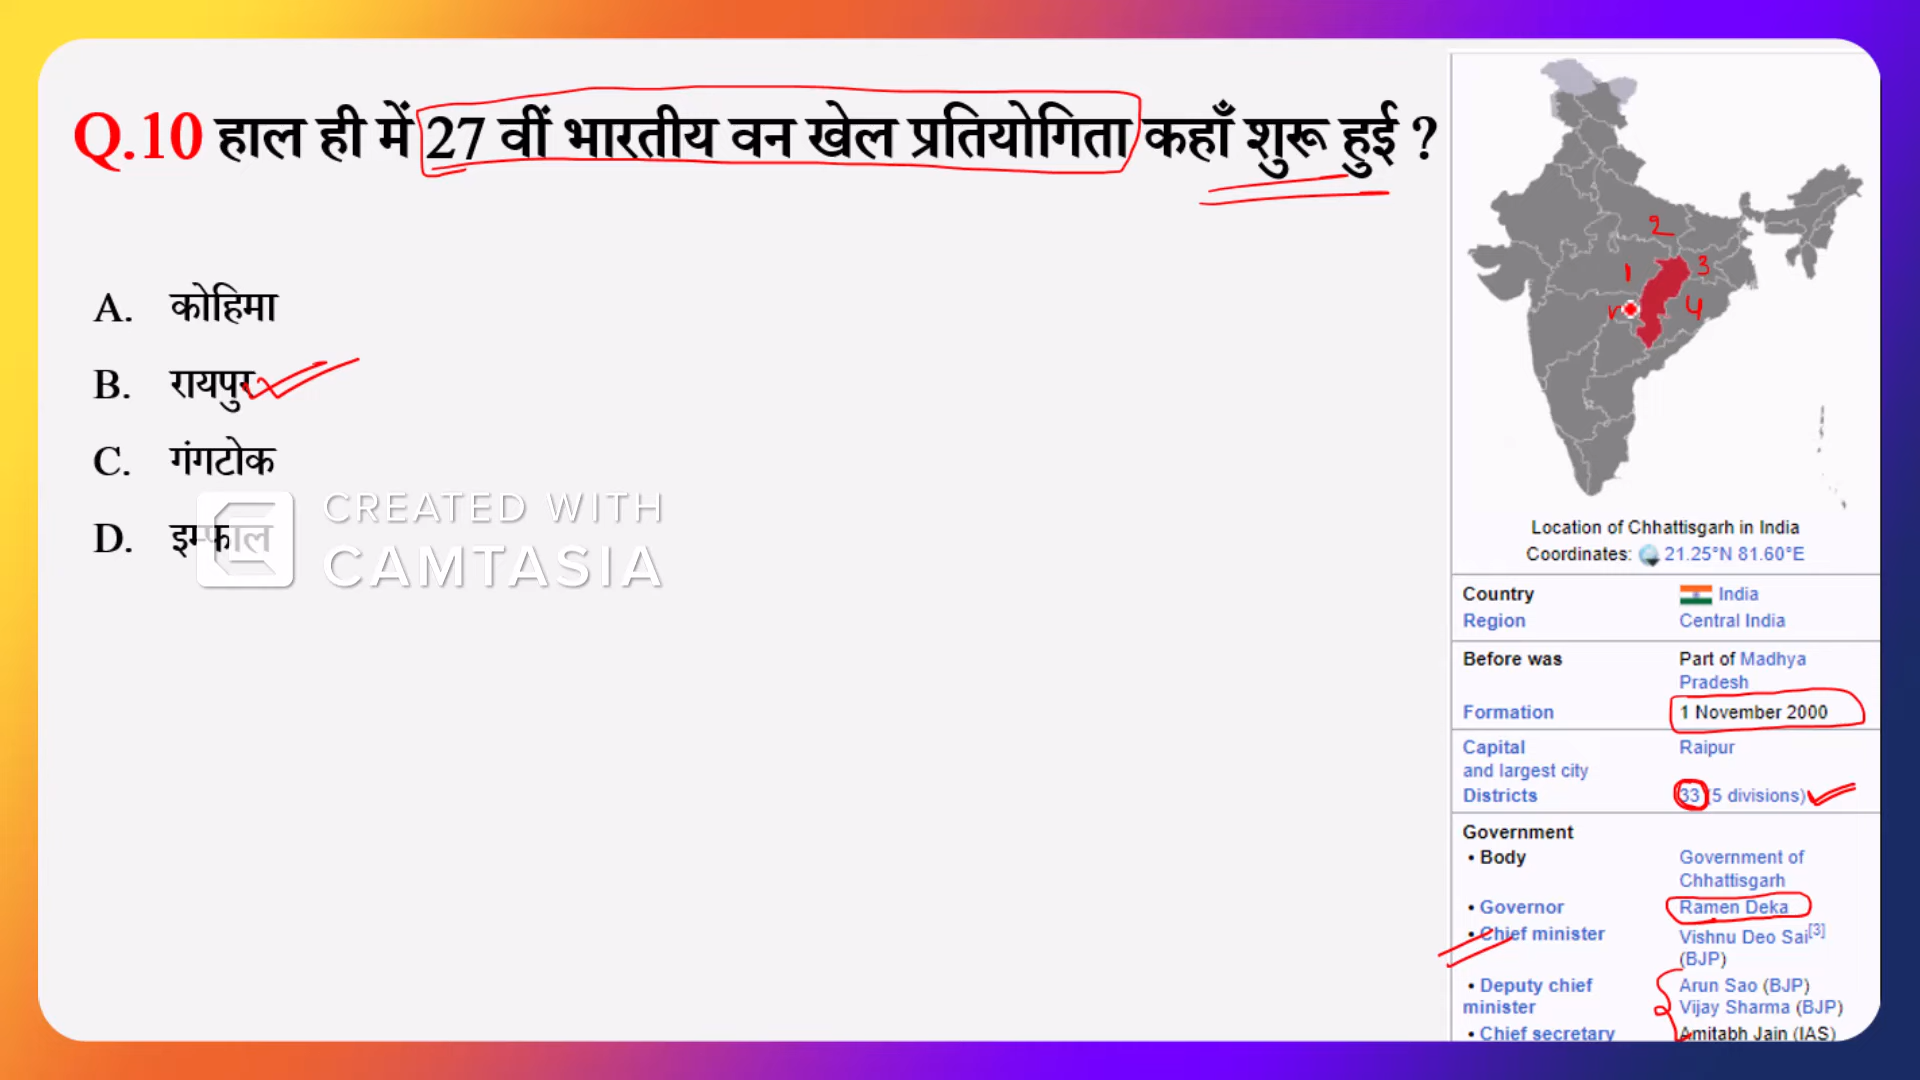 Q.10 हाल ही में 27 वीं भारतीय वन खेल प्रतियोगिता कहाँ शुरू हुई ?
A. कोहिमा
B. रायपुर
C. गंगटोक
D. इम्फाल
CREATED WITH
CAMTASIA
2
1
3
4
Location of Chhattisgarh in India
Coordinates: 21.25°N 81.60°E
Country India
Region Central India
Before was Part of Madhya
Pradesh
Formation 1 November 2000
Capital Raipur
and largest city
Districts 33 (5 divisions)
Government
• Body Government of
Chhattisgarh
• Governor Ramen Deka
• Chief minister Vishnu Deo Sai[3]
(BJP)
• Deputy chief Arun Sao (BJP)
minister Vijay Sharma (BJP)
• Chief secretary Amitabh Jain (IAS)